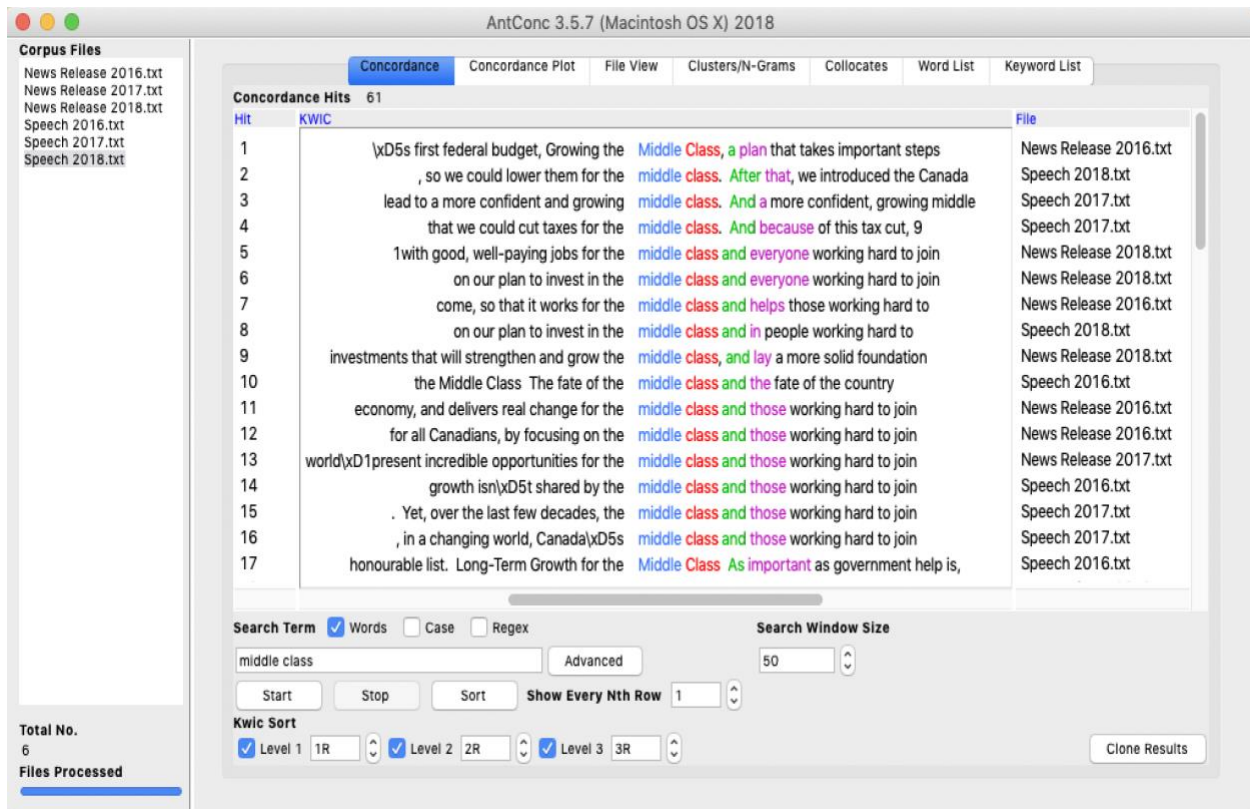 AntConc 3.5.7 (Macintosh OS X) 2018
Corpus Files
News Release 2016.txt
News Release 2017.txt
News Release 2018.txt
Speech 2016.txt
Speech 2017.txt
Speech 2018.txt
Total No.
6
Files Processed
Concordance Concordance Plot File View Clusters/N-Grams Collocates Word List Keyword List
Concordance Hits 61
Hit KWIC File
1 \xD5s first federal budget, Growing the Middle Class, a plan that takes important steps News Release 2016.txt
2 , so we could lower them for the middle class. After that, we introduced the Canada Speech 2018.txt
3 lead to a more confident and growing middle class. And a more confident, growing middle Speech 2017.txt
4 that we could cut taxes for the middle class. And because of this tax cut, 9 Speech 2017.txt
5 1with good, well-paying jobs for the middle class and everyone working hard to join News Release 2018.txt
6 on our plan to invest in the middle class and everyone working hard to join News Release 2018.txt
7 come, so that it works for the middle class and helps those working hard to News Release 2016.txt
8 on our plan to invest in the middle class and in people working hard to Speech 2018.txt
9 investments that will strengthen and grow the middle class, and lay a more solid foundation News Release 2018.txt
10 the Middle Class The fate of the middle class and the fate of the country Speech 2016.txt
11 economy, and delivers real change for the middle class and those working hard to join News Release 2016.txt
12 for all Canadians, by focusing on the middle class and those working hard to join News Release 2016.txt
13 world\xD1present incredible opportunities for the middle class and those working hard to join News Release 2017.txt
14 growth isn\xD5t shared by the middle class and those working hard to join Speech 2016.txt
15 . Yet, over the last few decades, the middle class and those working hard to join Speech 2017.txt
16 , in a changing world, Canada\xD5s middle class and those working hard to join Speech 2017.txt
17 honourable list. Long-Term Growth for the Middle Class As important as government help is, Speech 2016.txt
Search Term Words Case Regex Search Window Size
middle class Advanced 50
Start Stop Sort Show Every Nth Row 1
Kwic Sort
Level 1 1R Level 2 2R Level 3 3R Clone Results